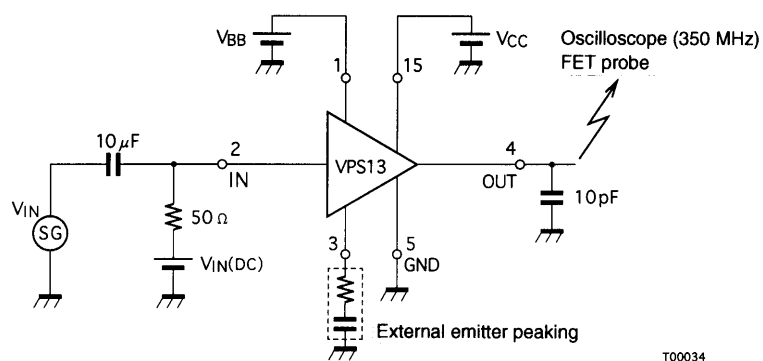 VBB
VCC
Oscilloscope (350 MHz)
FET probe
1
15
10μF
2
IN
VPS13
4
OUT
VIN
SG
50Ω
10pF
VIN(DC)
3
5
GND
External emitter peaking
T00034